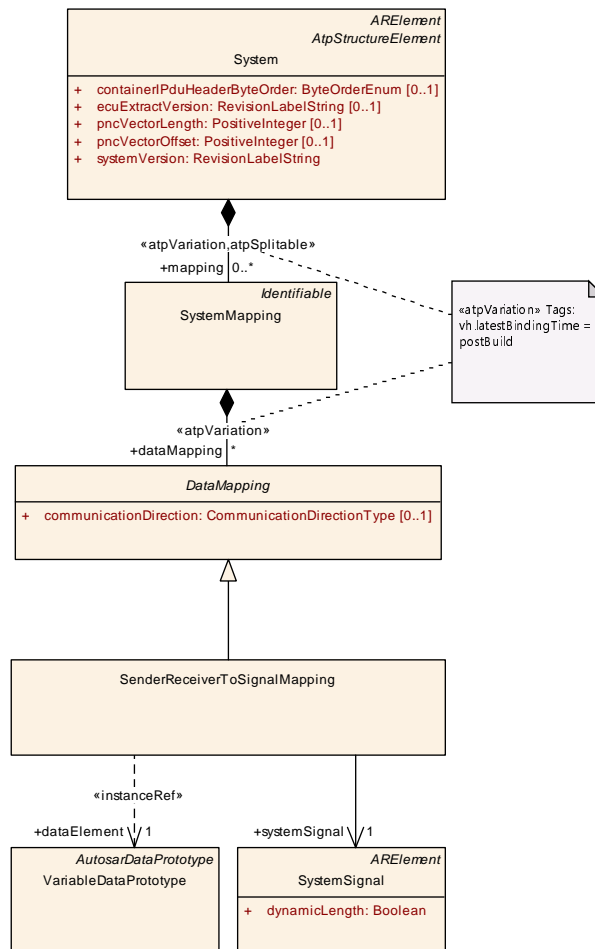 ARElement
AtpStructureElement
System
+ containerIPduHeaderByteOrder: ByteOrderEnum [0..1]
+ ecuExtractVersion: RevisionLabelString [0..1]
+ pncVectorLength: PositiveInteger [0..1]
+ pncVectorOffset: PositiveInteger [0..1]
+ systemVersion: RevisionLabelString
«atpVariation,atpSplitable»
+mapping 0..*
Identifiable
SystemMapping
«atpVariation» Tags:
vh.latestBindingTime =
postBuild
«atpVariation»
+dataMapping *
DataMapping
+ communicationDirection: CommunicationDirectionType [0..1]
SenderReceiverToSignalMapping
«instanceRef»
+dataElement 1
+systemSignal 1
AutosarDataPrototype
VariableDataPrototype
ARElement
SystemSignal
+ dynamicLength: Boolean